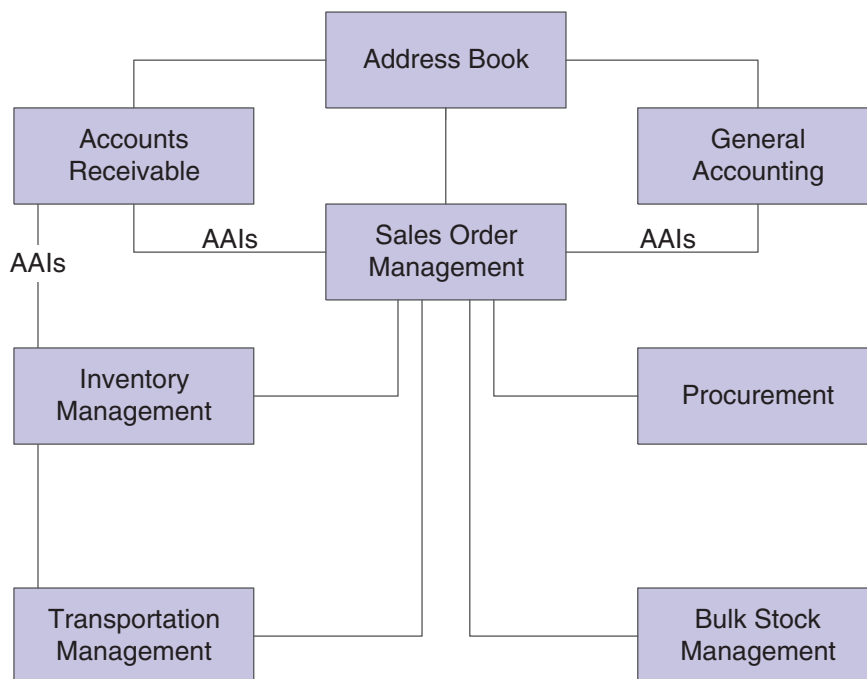 Address Book
Accounts
Receivable
General
Accounting
AAIs
Sales Order
Management
AAIs
AAIs
Inventory
Management
Procurement
Transportation
Management
Bulk Stock
Management